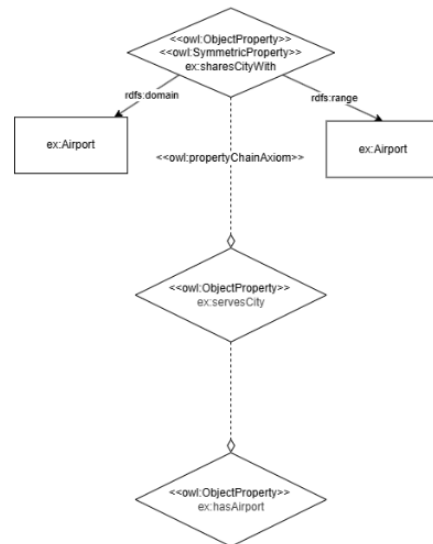 <<owl:ObjectProperty>>
<<owl:SymmetricProperty>>
ex:sharesCityWith
rdfs:domain
rdfs:range
ex:Airport
ex:Airport
<<owl:propertyChainAxiom>>
<<owl:ObjectProperty>>
ex:servesCity
<<owl:ObjectProperty>>
ex:hasAirport